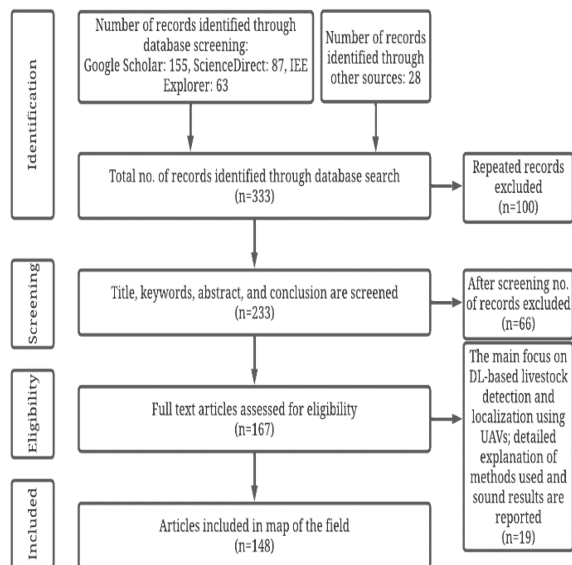 Identification
Number of records identified through
database screening:
Google Scholar: 155, ScienceDirect: 87, IEE
Explorer: 63
Number of records
identified through
other sources: 28
Total no. of records identified through database search
(n=333)
Repeated records
excluded
(n=100)
Screening
Title, keywords, abstract, and conclusion are screened
(n=233)
After screening no.
of records excluded
(n=66)
Eligibility
Full text articles assessed for eligibility
(n=167)
The main focus on
DL-based livestock
detection and
localization using
UAVs; detailed
explanation of
methods used and
sound results are
reported
(n=19)
Included
Articles included in map of the field
(n=148)